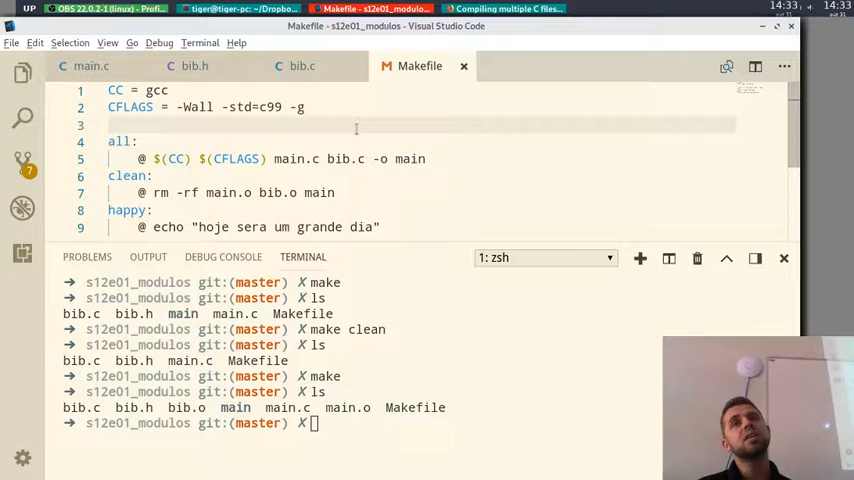 UP
OBS 22.0.2-1 (linux) - Profi...
tiger@tiger-pc: ~/Dropbo...
Makefile - s12e01_modulo...
Compiling multiple C files...
14:33
14:33
Makefile - s12e01_modulos - Visual Studio Code
File Edit Selection View Go Debug Terminal Help
main.c bib.h bib.c M Makefile
1 CC = gcc
2 CFLAGS = -Wall -std=c99 -g
3
4 all:
5 @ $(CC) $(CFLAGS) main.c bib.c -o main
6 clean:
7 @ rm -rf main.o bib.o main
8 happy:
9 @ echo "hoje sera um grande dia"
7
PROBLEMS OUTPUT DEBUG CONSOLE TERMINAL 1: zsh
➜ s12e01_modulos git:(master) ✗ make
➜ s12e01_modulos git:(master) ✗ ls
bib.c bib.h main main.c Makefile
➜ s12e01_modulos git:(master) ✗ make clean
➜ s12e01_modulos git:(master) ✗ ls
bib.c bib.h main.c Makefile
➜ s12e01_modulos git:(master) ✗ make
➜ s12e01_modulos git:(master) ✗ ls
bib.c bib.h bib.o main main.c main.o Makefile
➜ s12e01_modulos git:(master) ✗